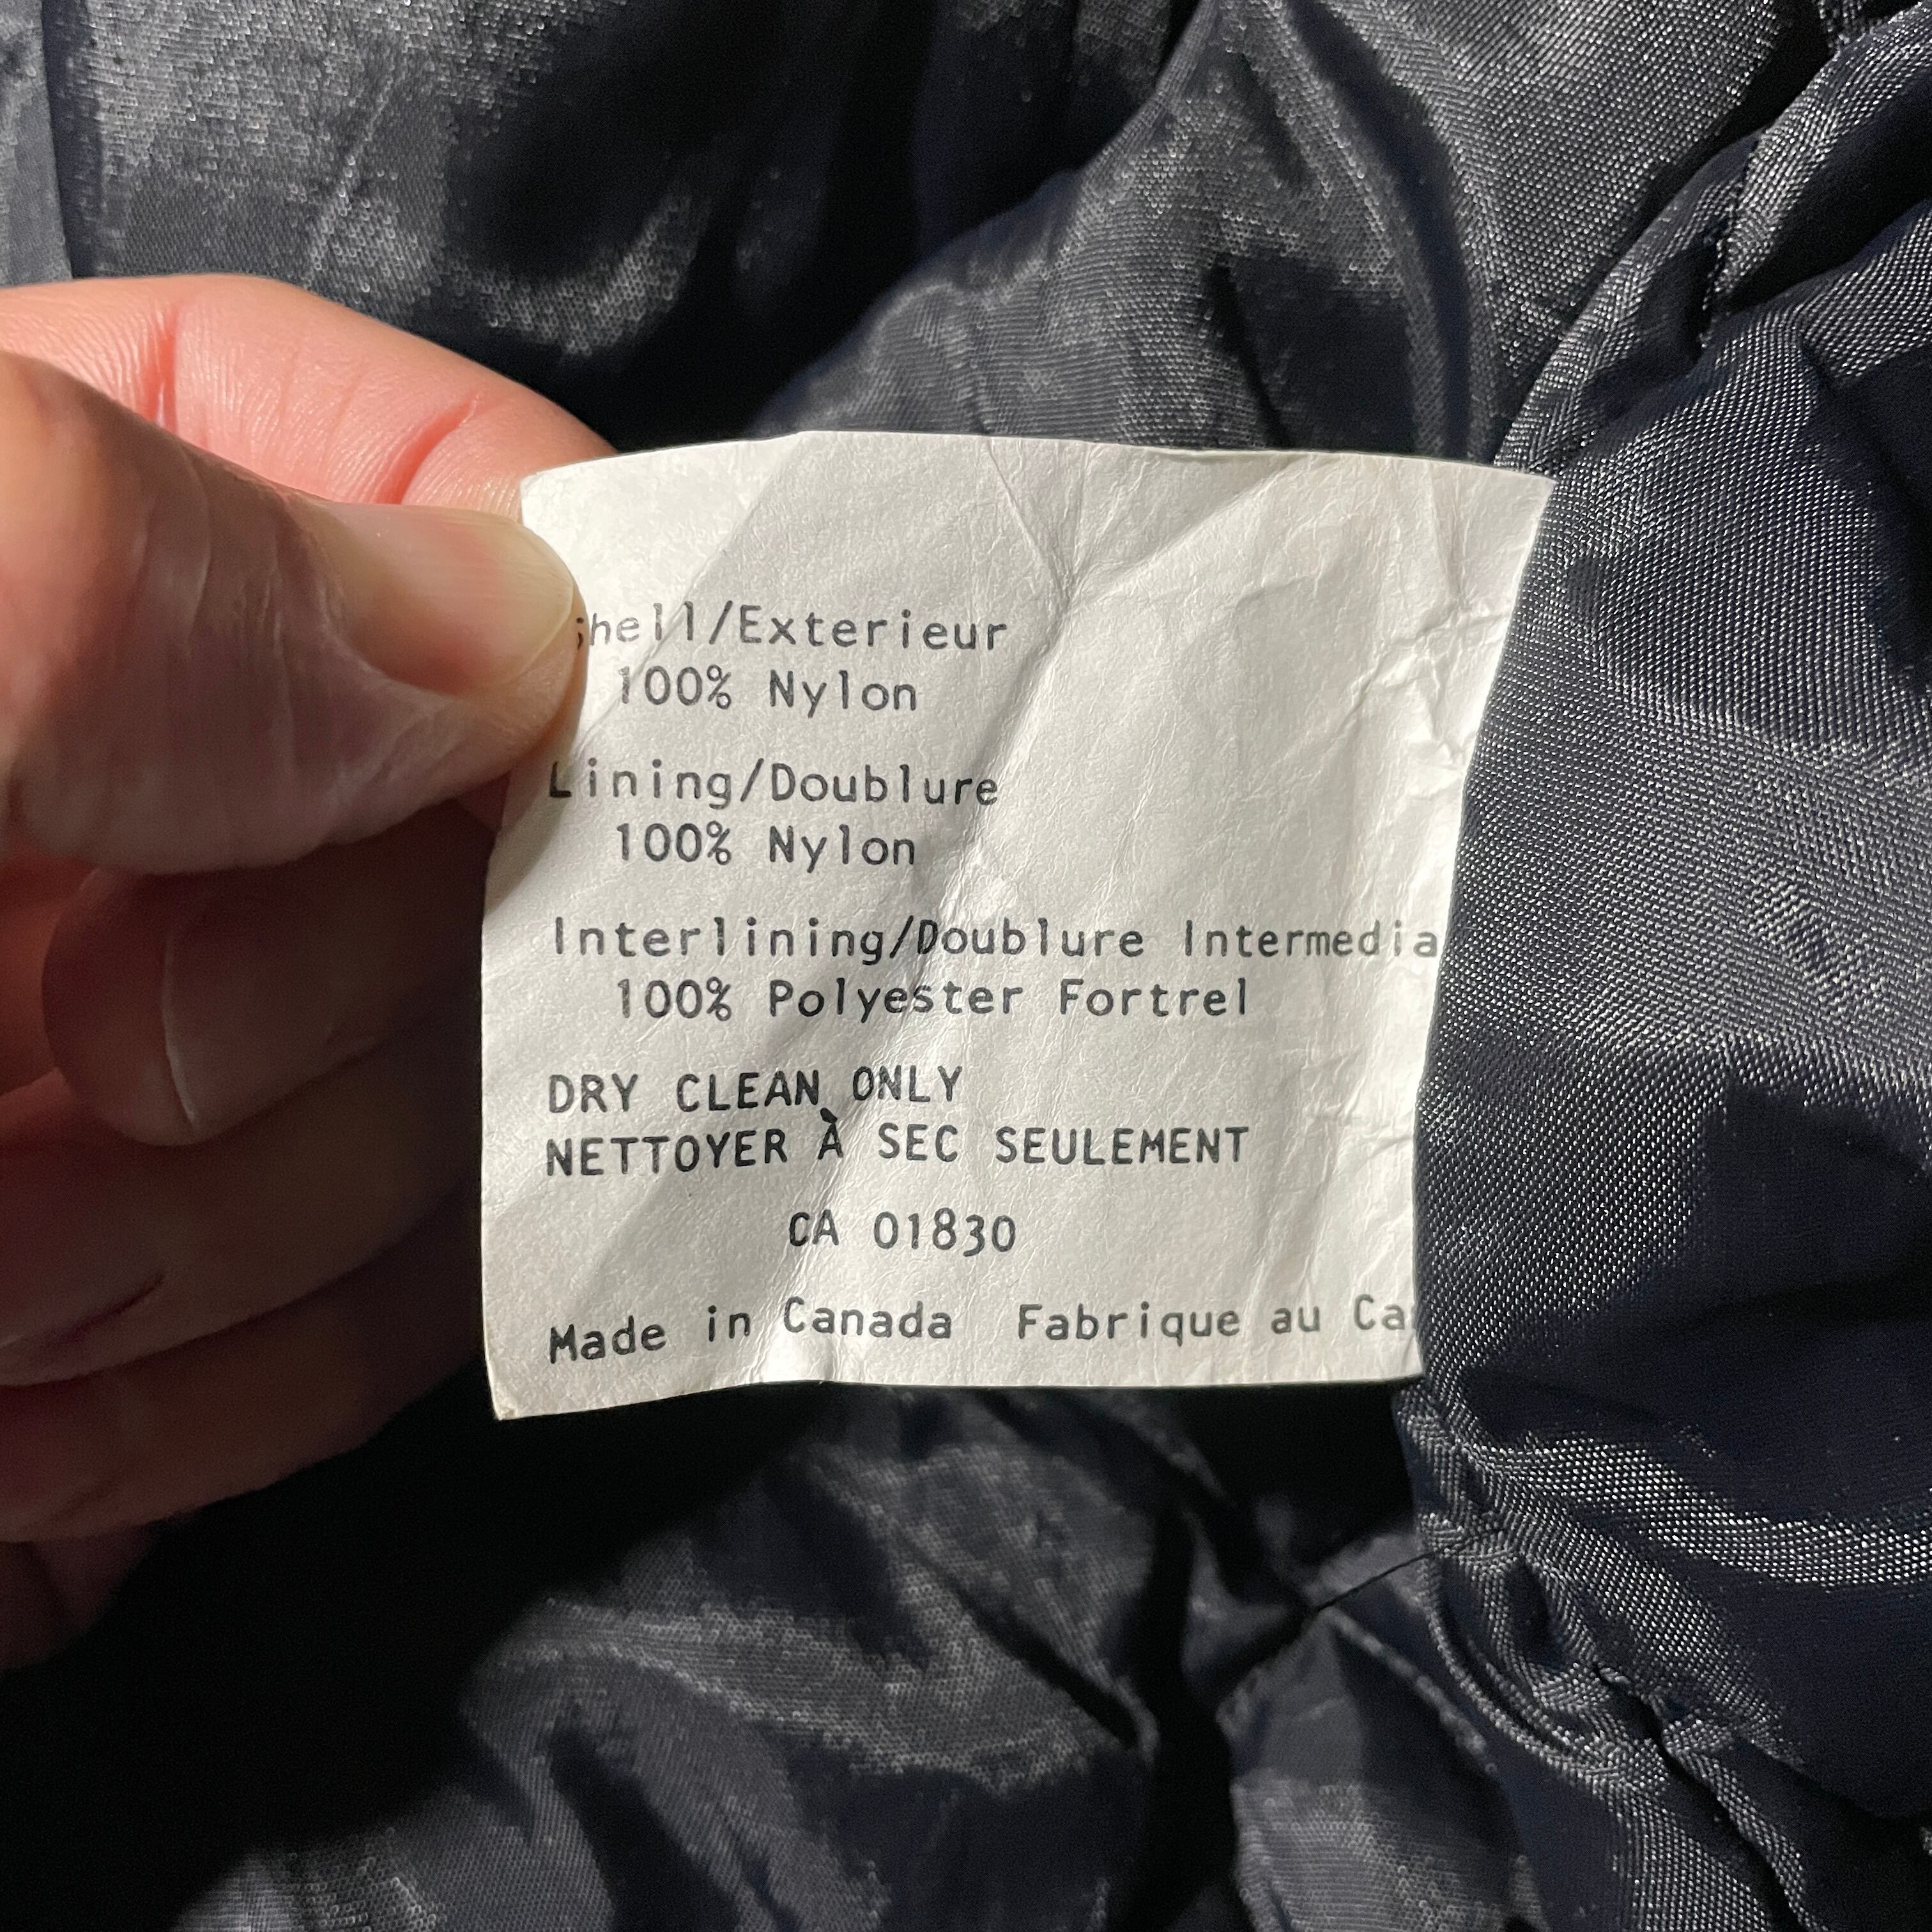 Shell/Exterieur
100% Nylon
Lining/Doublure
100% Nylon
Interlining/Doublure Intermedia
100% Polyester Fortrel
DRY CLEAN ONLY
NETTOYER À SEC SEULEMENT
CA 01830
Made in Canada Fabrique au Ca